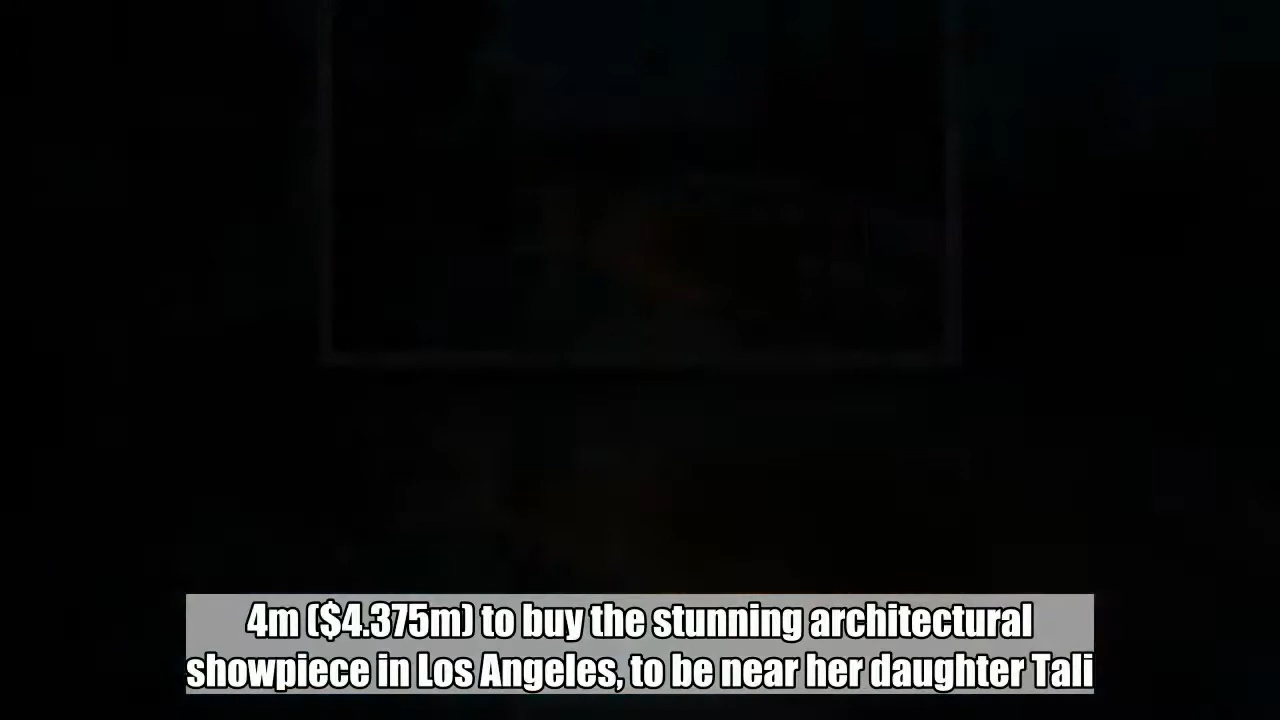 4m ($4.375m) to buy the stunning architectural
showpiece in Los Angeles, to be near her daughter Tali